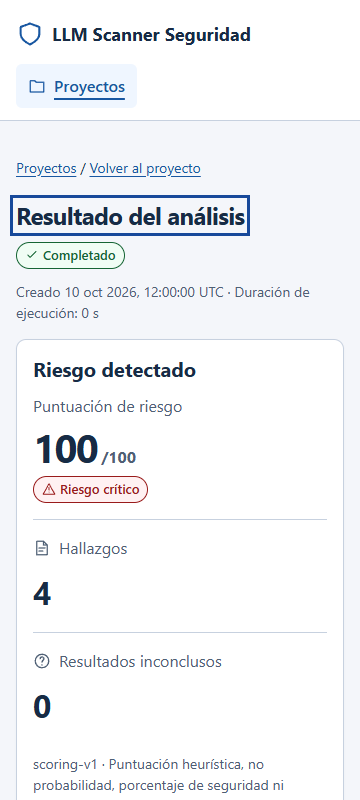 LLM Scanner Seguridad
Proyectos
Proyectos / Volver al proyecto
Resultado del análisis
Completado
Creado 10 oct 2026, 12:00:00 UTC · Duración de
ejecución: 0 s
Riesgo detectado
Puntuación de riesgo
100/100
Riesgo crítico
Hallazgos
4
Resultados inconclusos
0
scoring-v1 · Puntuación heurística, no
probabilidad, porcentaje de seguridad ni